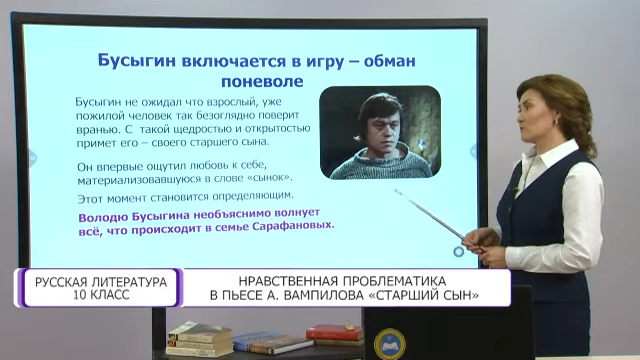 Бусыгин включается в игру – обман
поневоле
Бусыгин не ожидал что взрослый, уже
пожилой человек так безоглядно поверит
вранью. С такой щедростью и открытостью
примет его – своего старшего сына.
Он впервые ощутил любовь к себе,
материализовавшуюся в слове «сынок».
Этот момент становится определяющим.
Володю Бусыгина необъяснимо волнует
всё, что происходит в семье Сарафановых.
РУССКАЯ ЛИТЕРАТУРА
10 КЛАСС
НРАВСТВЕННАЯ ПРОБЛЕМАТИКА
В ПЬЕСЕ А. ВАМПИЛОВА «СТАРШИЙ СЫН»